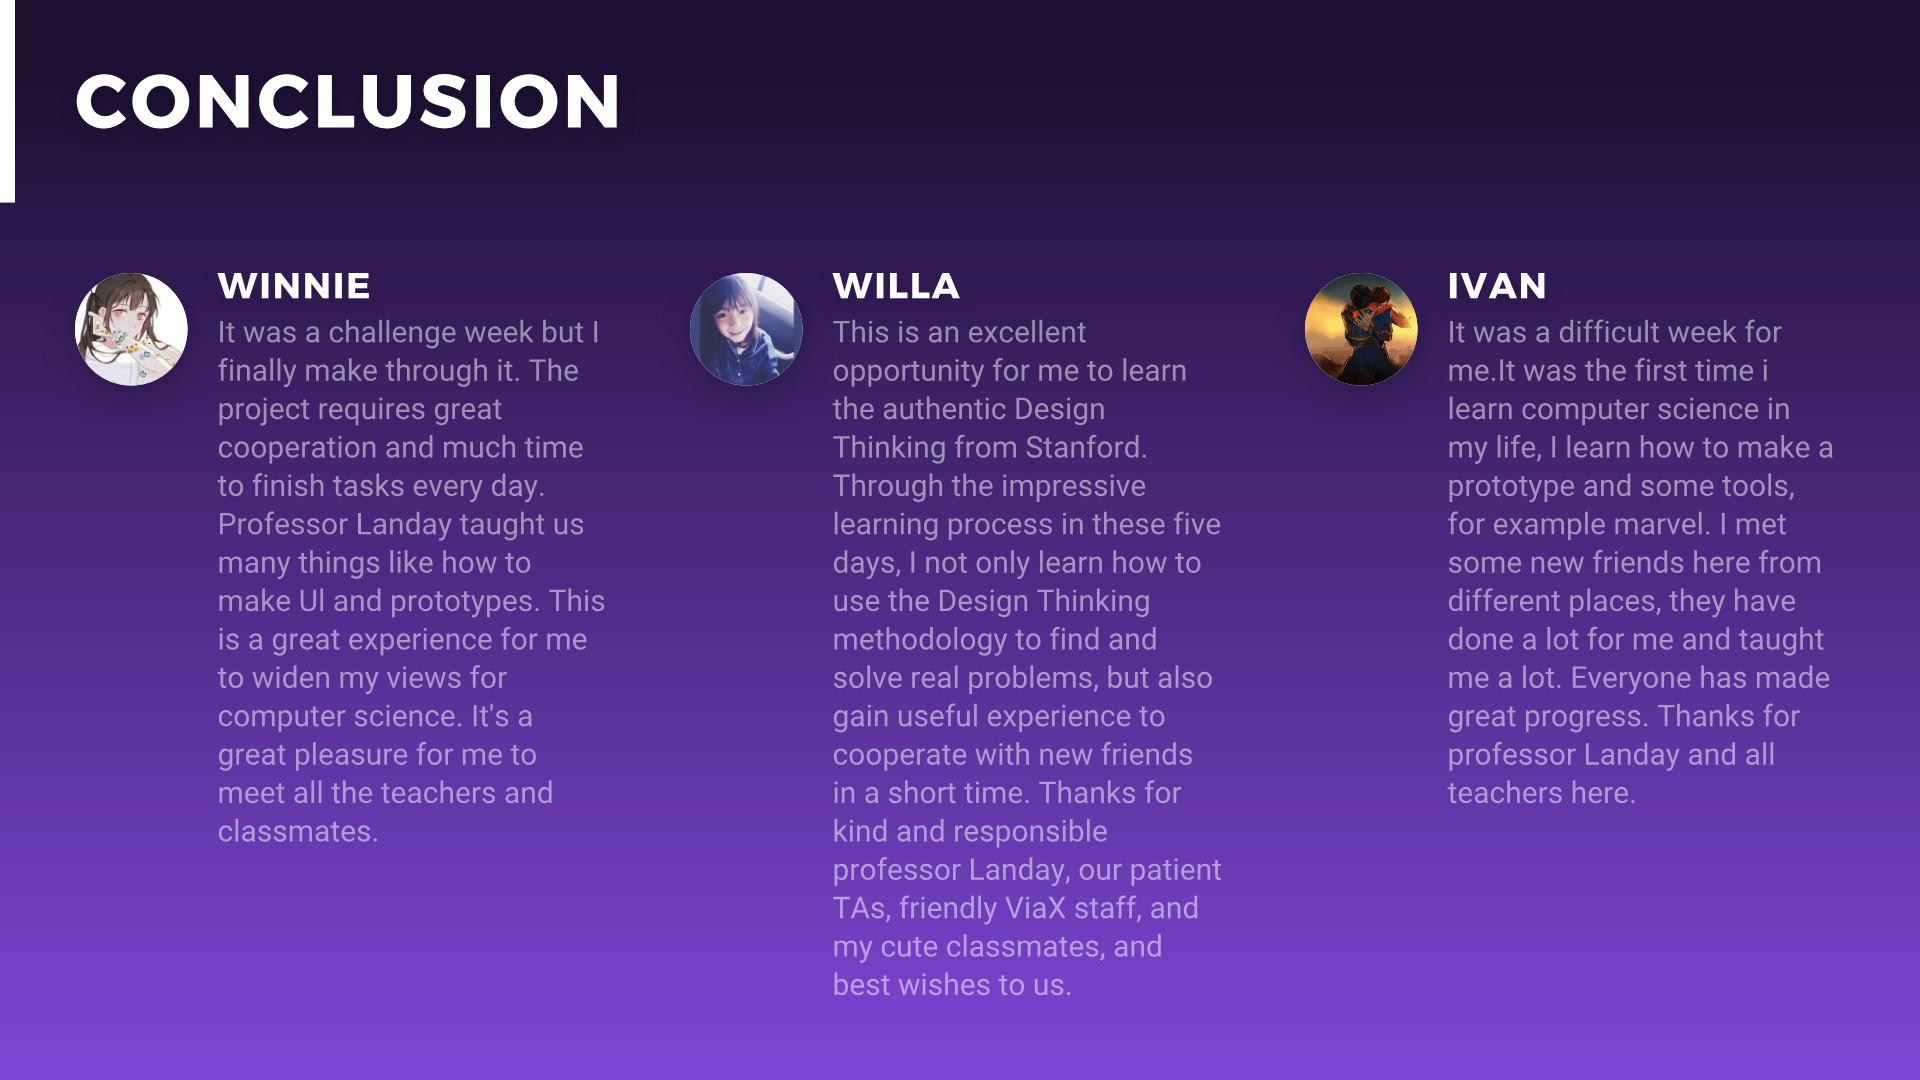 CONCLUSION
WINNIE
It was a challenge week but I
finally make through it. The
project requires great
cooperation and much time
to finish tasks every day.
Professor Landay taught us
many things like how to
make UI and prototypes. This
is a great experience for me
to widen my views for
computer science. It's a
great pleasure for me to
meet all the teachers and
classmates.
WILLA
This is an excellent
opportunity for me to learn
the authentic Design
Thinking from Stanford.
Through the impressive
learning process in these five
days, I not only learn how to
use the Design Thinking
methodology to find and
solve real problems, but also
gain useful experience to
cooperate with new friends
in a short time. Thanks for
kind and responsible
professor Landay, our patient
TAs, friendly ViaX staff, and
my cute classmates, and
best wishes to us.
IVAN
It was a difficult week for
me.It was the first time i
learn computer science in
my life, I learn how to make a
prototype and some tools,
for example marvel. I met
some new friends here from
different places, they have
done a lot for me and taught
me a lot. Everyone has made
great progress. Thanks for
professor Landay and all
teachers here.